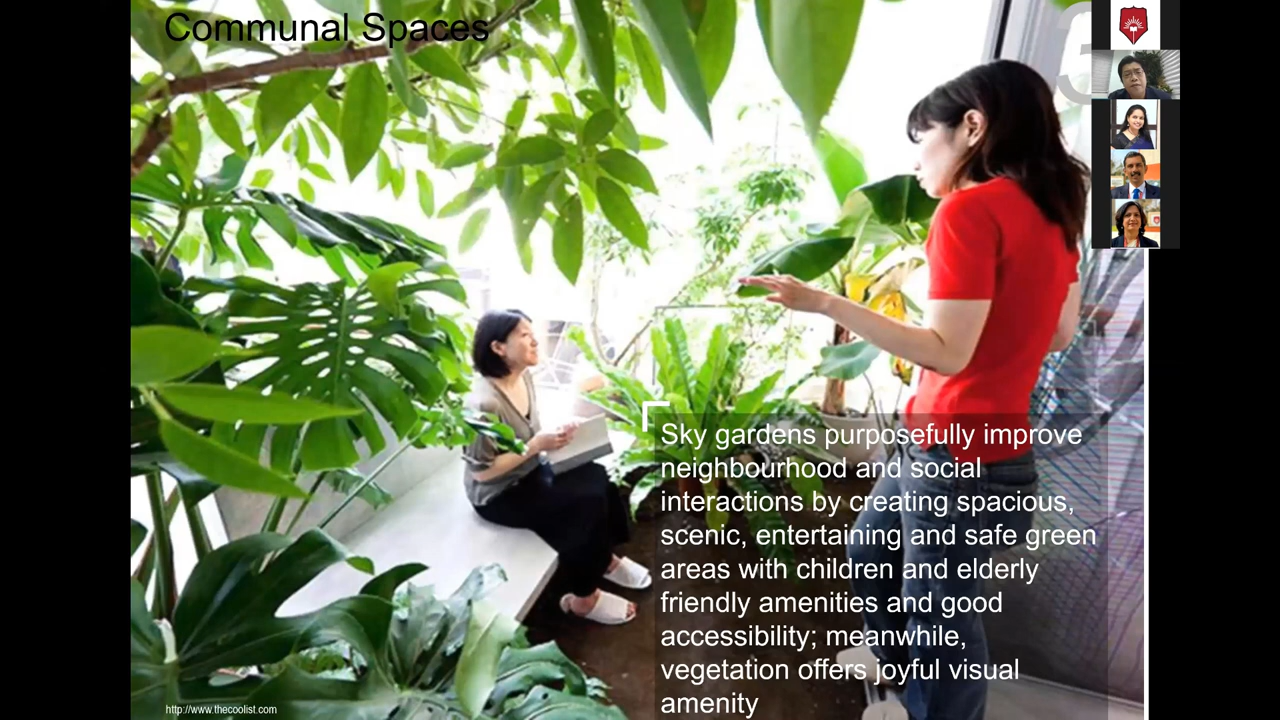 Communal Spaces
3
Sky gardens purposefully improve
neighbourhood and social
interactions by creating spacious,
scenic, entertaining and safe green
areas with children and elderly
friendly amenities and good
accessibility; meanwhile,
vegetation offers joyful visual
amenity
http://www.thecoolist.com